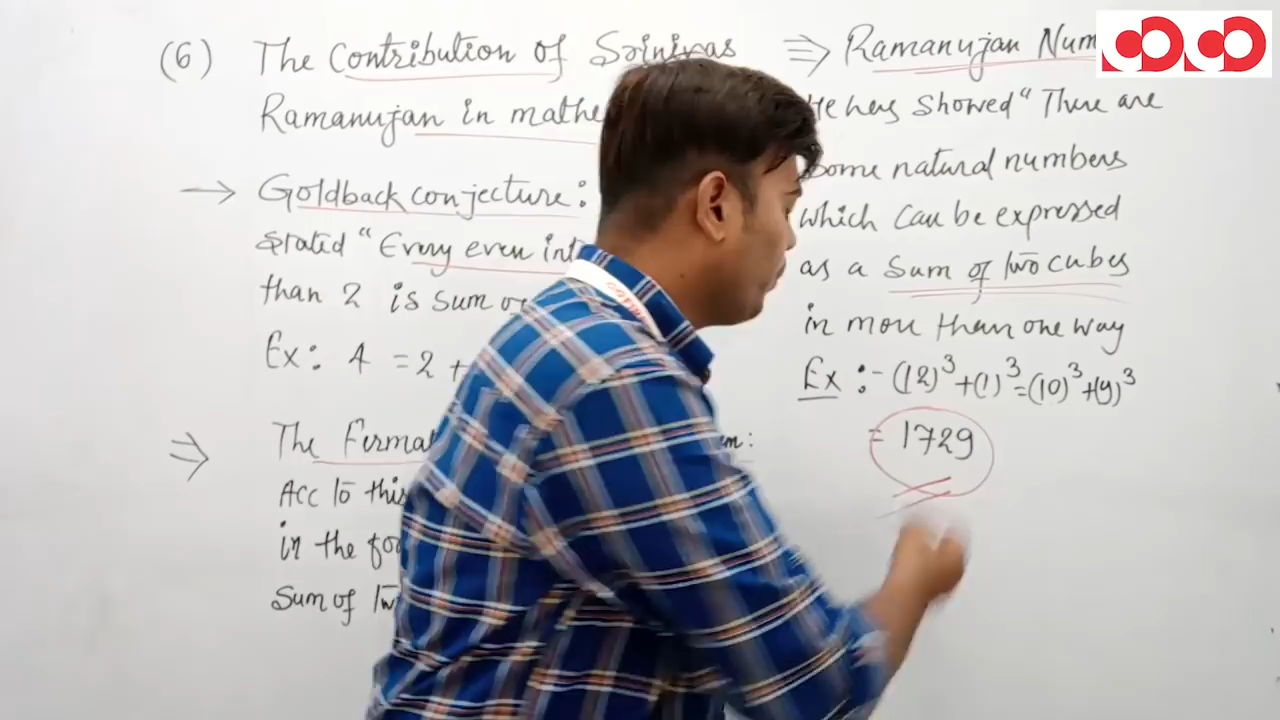 (6) The Contribution of Srinivas
Ramanujan in mathe
→ Goldback conjecture:
stated "Every even int
than 2 is sum of
Ex: 4 = 2 +
⇒ The Fermat
m:
Acc to this
in the for
Sum of Tw
⇒ Ramanujan Num
He hers showed "There are
some natural numbers
which can be expressed
as a sum of two cubes
in more than one way
Ex :- (12)³ + (1)³ = (10)³ + (9)³
= 1729